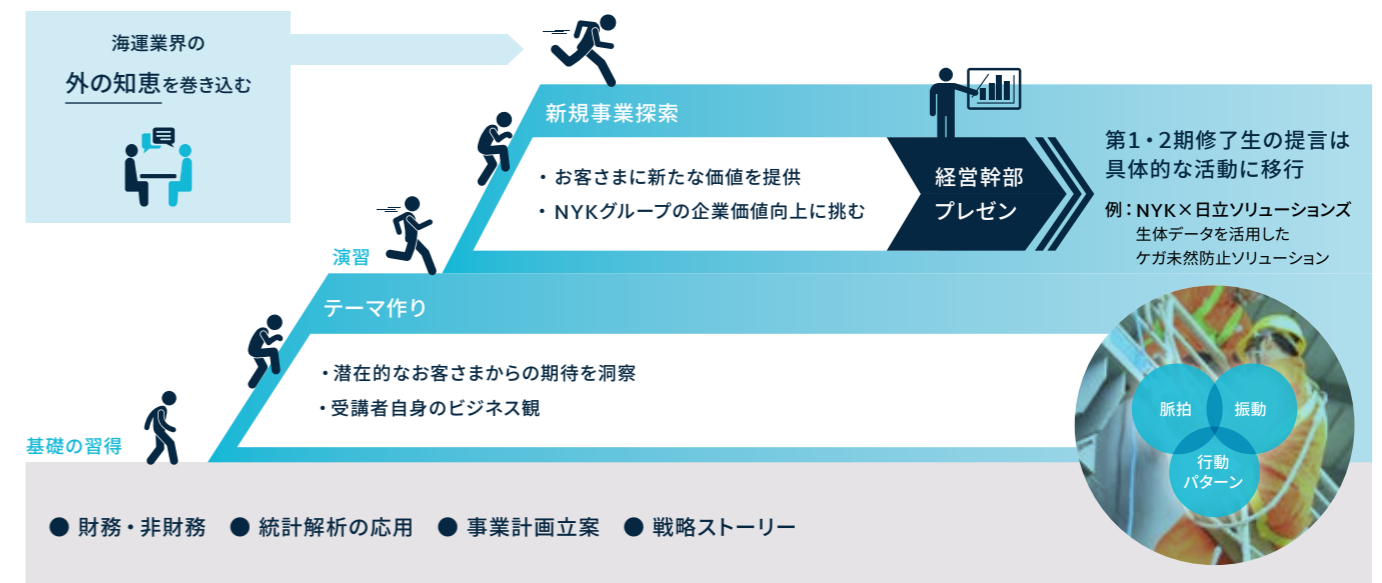 海運業界の
外の知恵を巻き込む
新規事業探索
・お客さまに新たな価値を提供
・NYKグループの企業価値向上に挑む
経営幹部
プレゼン
第1・2期修了生の提言は
具体的な活動に移行
例：NYK×日立ソリューションズ
生体データを活用した
ケガ未然防止ソリューション
演習
テーマ作り
・潜在的なお客さまからの期待を洞察
・受講者自身のビジネス観
脈拍
振動
行動
パターン
基礎の習得
● 財務・非財務 ● 統計解析の応用 ● 事業計画立案 ● 戦略ストーリー